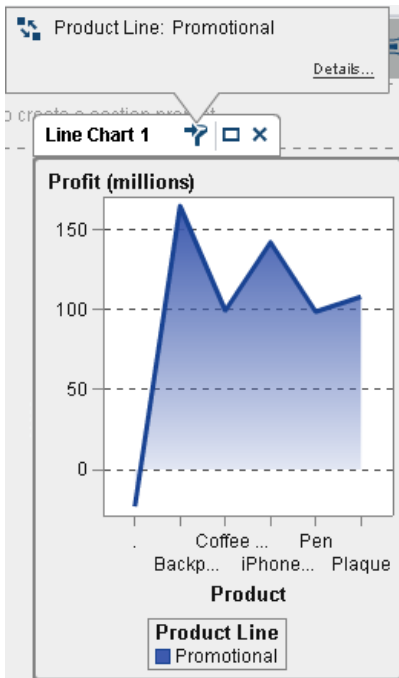 Product Line: Promotional
Details...
o create a section prompt
Line Chart 1
Profit (millions)
150
100
50
0
.
Coffee ...
Pen
Backp...
iPhone...
Plaque
Product
Product Line
Promotional